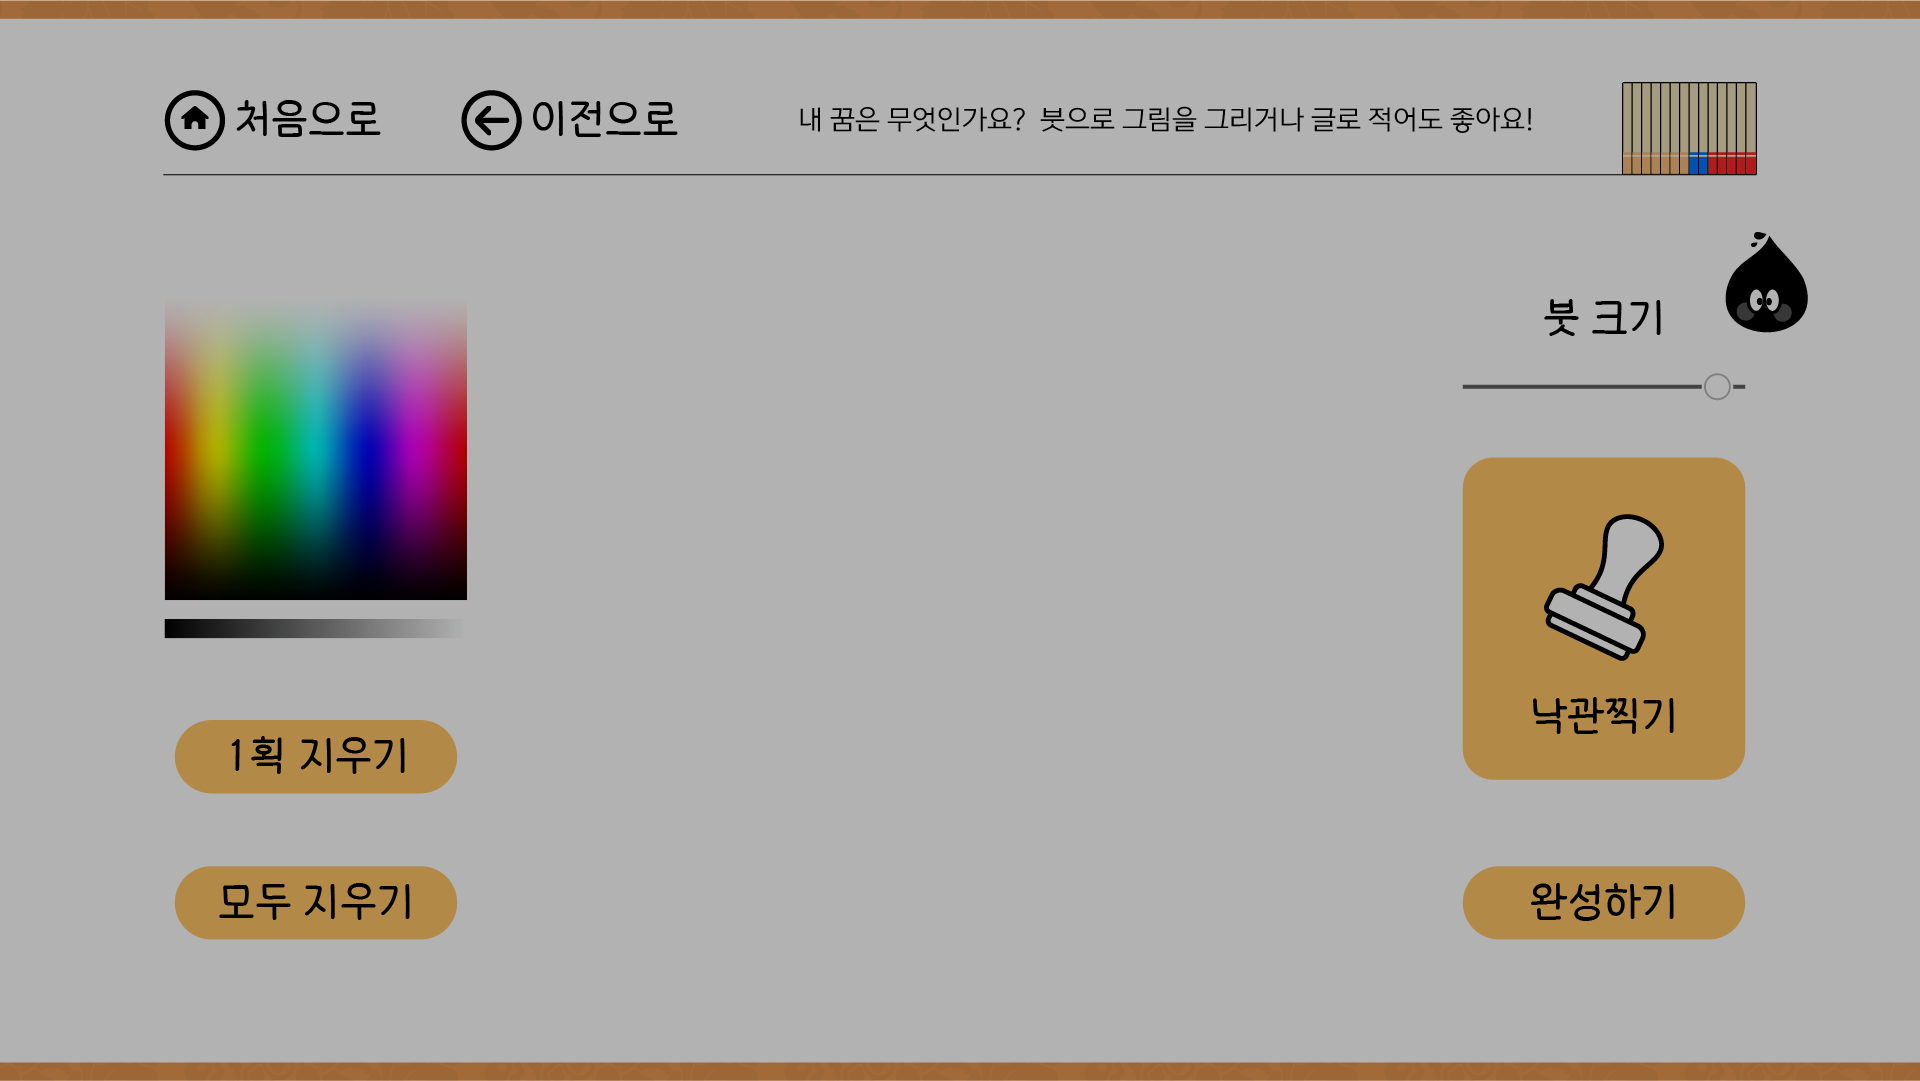 처음으로
이전으로
내 꿈은 무엇인가요? 붓으로 그림을 그리거나 글로 적어도 좋아요!
붓 크기
낙관찍기
1획 지우기
모두 지우기
완성하기